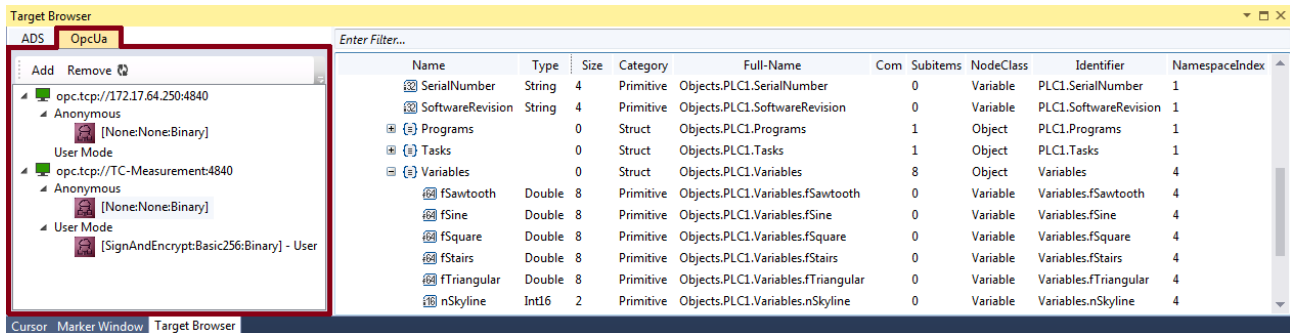 Target Browser
ADS OpcUa
Enter Filter...
Add Remove
opc.tcp://172.17.64.250:4840
Anonymous
[None:None:Binary]
User Mode
opc.tcp://TC-Measurement:4840
Anonymous
[None:None:Binary]
User Mode
[SignAndEncrypt:Basic256:Binary] - User
Name Type Size Category Full-Name Com Subitems NodeClass Identifier NamespaceIndex
32 SerialNumber String 4 Primitive Objects.PLC1.SerialNumber 0 Variable PLC1.SerialNumber 1
32 SoftwareRevision String 4 Primitive Objects.PLC1.SoftwareRevision 0 Variable PLC1.SoftwareRevision 1
Programs 0 Struct Objects.PLC1.Programs 1 Object PLC1.Programs 1
Tasks 0 Struct Objects.PLC1.Tasks 1 Object PLC1.Tasks 1
Variables 0 Struct Objects.PLC1.Variables 8 Object Variables 4
64 fSawtooth Double 8 Primitive Objects.PLC1.Variables.fSawtooth 0 Variable Variables.fSawtooth 4
64 fSine Double 8 Primitive Objects.PLC1.Variables.fSine 0 Variable Variables.fSine 4
64 fSquare Double 8 Primitive Objects.PLC1.Variables.fSquare 0 Variable Variables.fSquare 4
64 fStairs Double 8 Primitive Objects.PLC1.Variables.fStairs 0 Variable Variables.fStairs 4
64 fTriangular Double 8 Primitive Objects.PLC1.Variables.fTriangular 0 Variable Variables.fTriangular 4
16 nSkyline Int16 2 Primitive Objects.PLC1.Variables.nSkyline 0 Variable Variables.nSkyline 4
Cursor Marker Window Target Browser